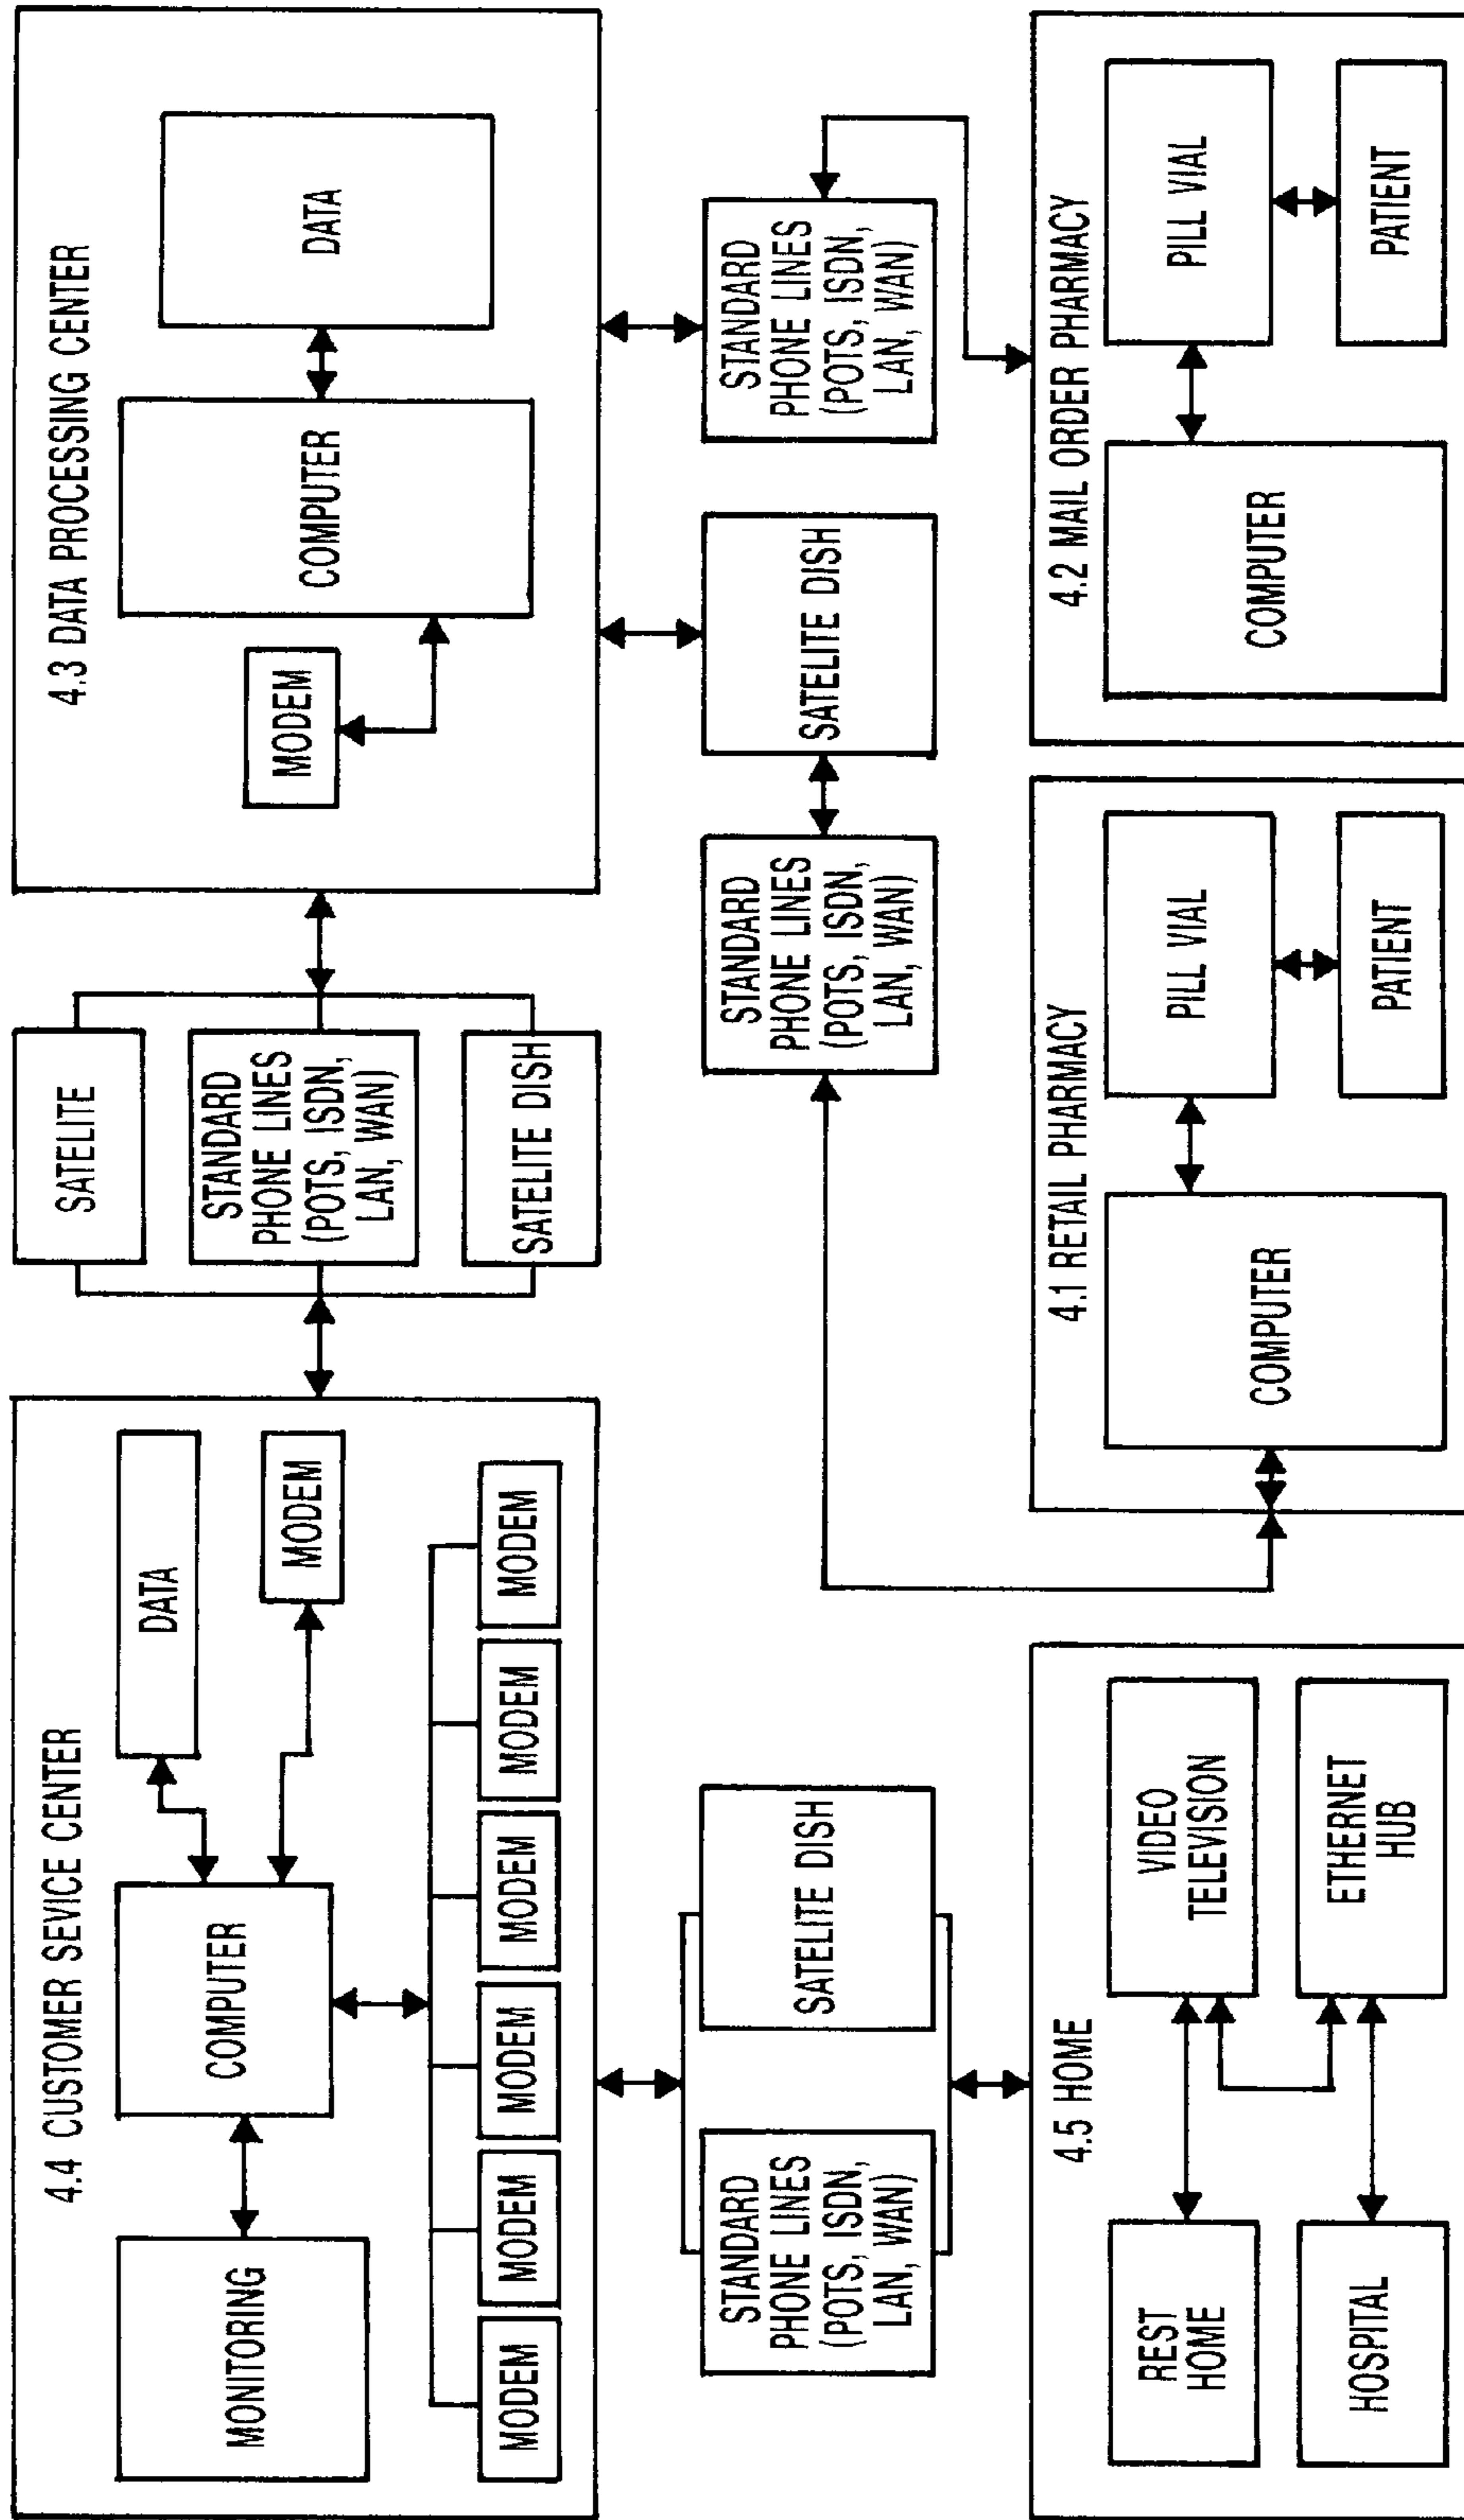 4.4 CUSTOMER SEVICE CENTER
MONITORING
COMPUTER
DATA
MODEM
MODEM
MODEM
MODEM
MODEM
MODEM
MODEM
SATELITE
STANDARD
PHONE LINES
(POTS, ISDN,
LAN, WAN)
SATELITE DISH
4.3 DATA PROCESSING CENTER
MODEM
COMPUTER
DATA
STANDARD
PHONE LINES
(POTS, ISDN,
LAN, WAN)
SATELITE DISH
STANDARD
PHONE LINES
(POTS, ISDN,
LAN, WAN)
SATELITE DISH
STANDARD
PHONE LINES
(POTS, ISDN,
LAN, WAN)
4.5 HOME
REST
HOME
VIDEO
TELEVISION
HOSPITAL
ETHERNET
HUB
4.1 RETAIL PHARMACY
COMPUTER
PILL VIAL
PATIENT
4.2 MAIL ORDER PHARMACY
COMPUTER
PILL VIAL
PATIENT